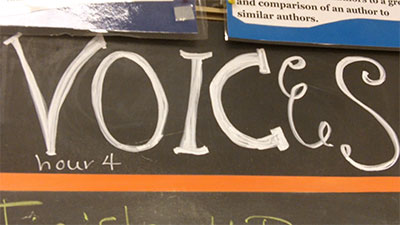 and comparison of an author to
similar authors.
VOICES
hour 4